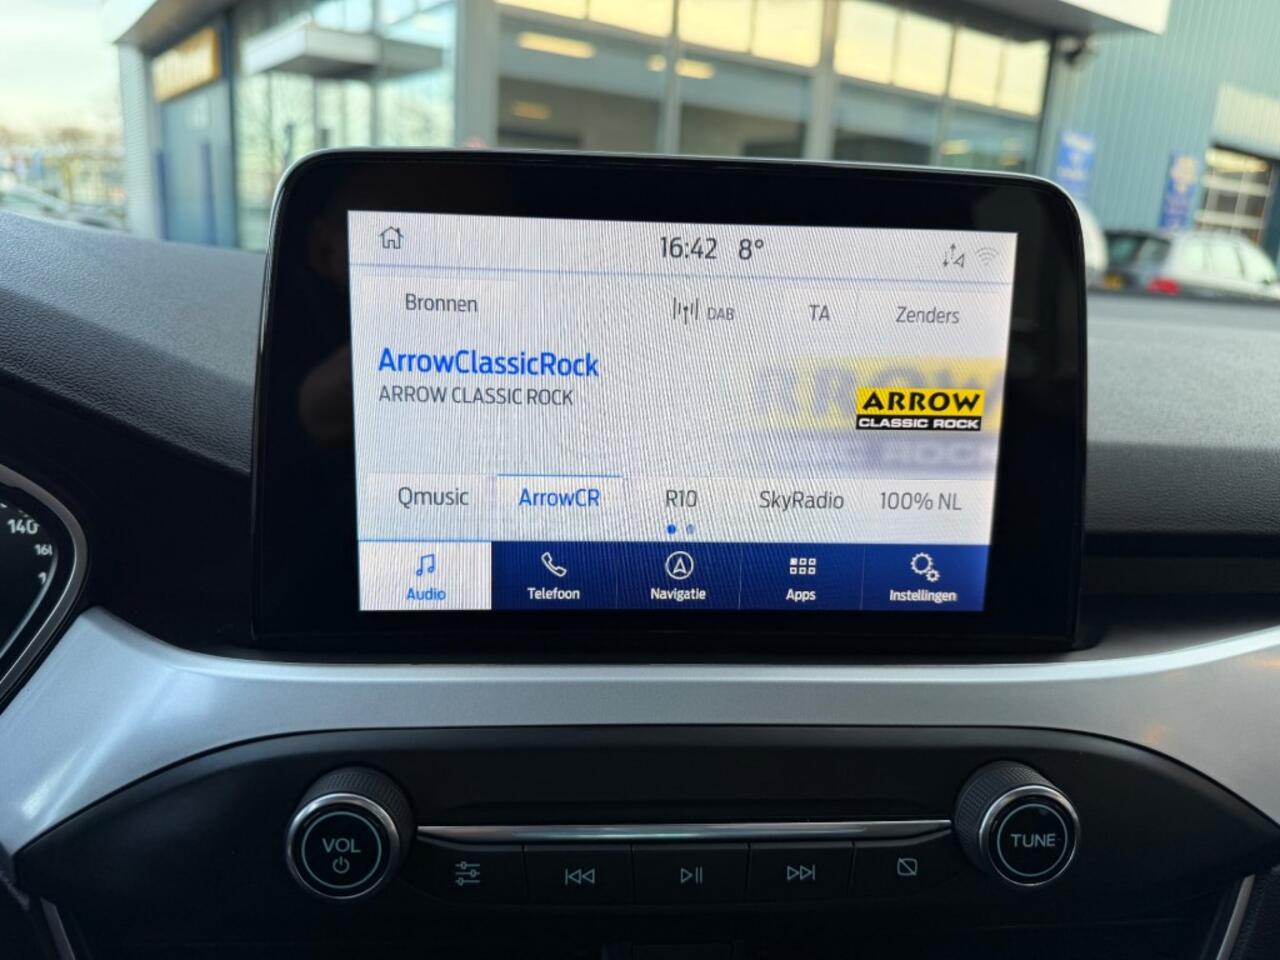 16:42 8°
Bronnen DAB TA Zenders
ArrowClassicRock
ARROW CLASSIC ROCK
ARROW
CLASSIC ROCK
Qmusic ArrowCR R10 SkyRadio 100% NL
Audio Telefoon Navigatie Apps Instellingen
140
VOL TUNE